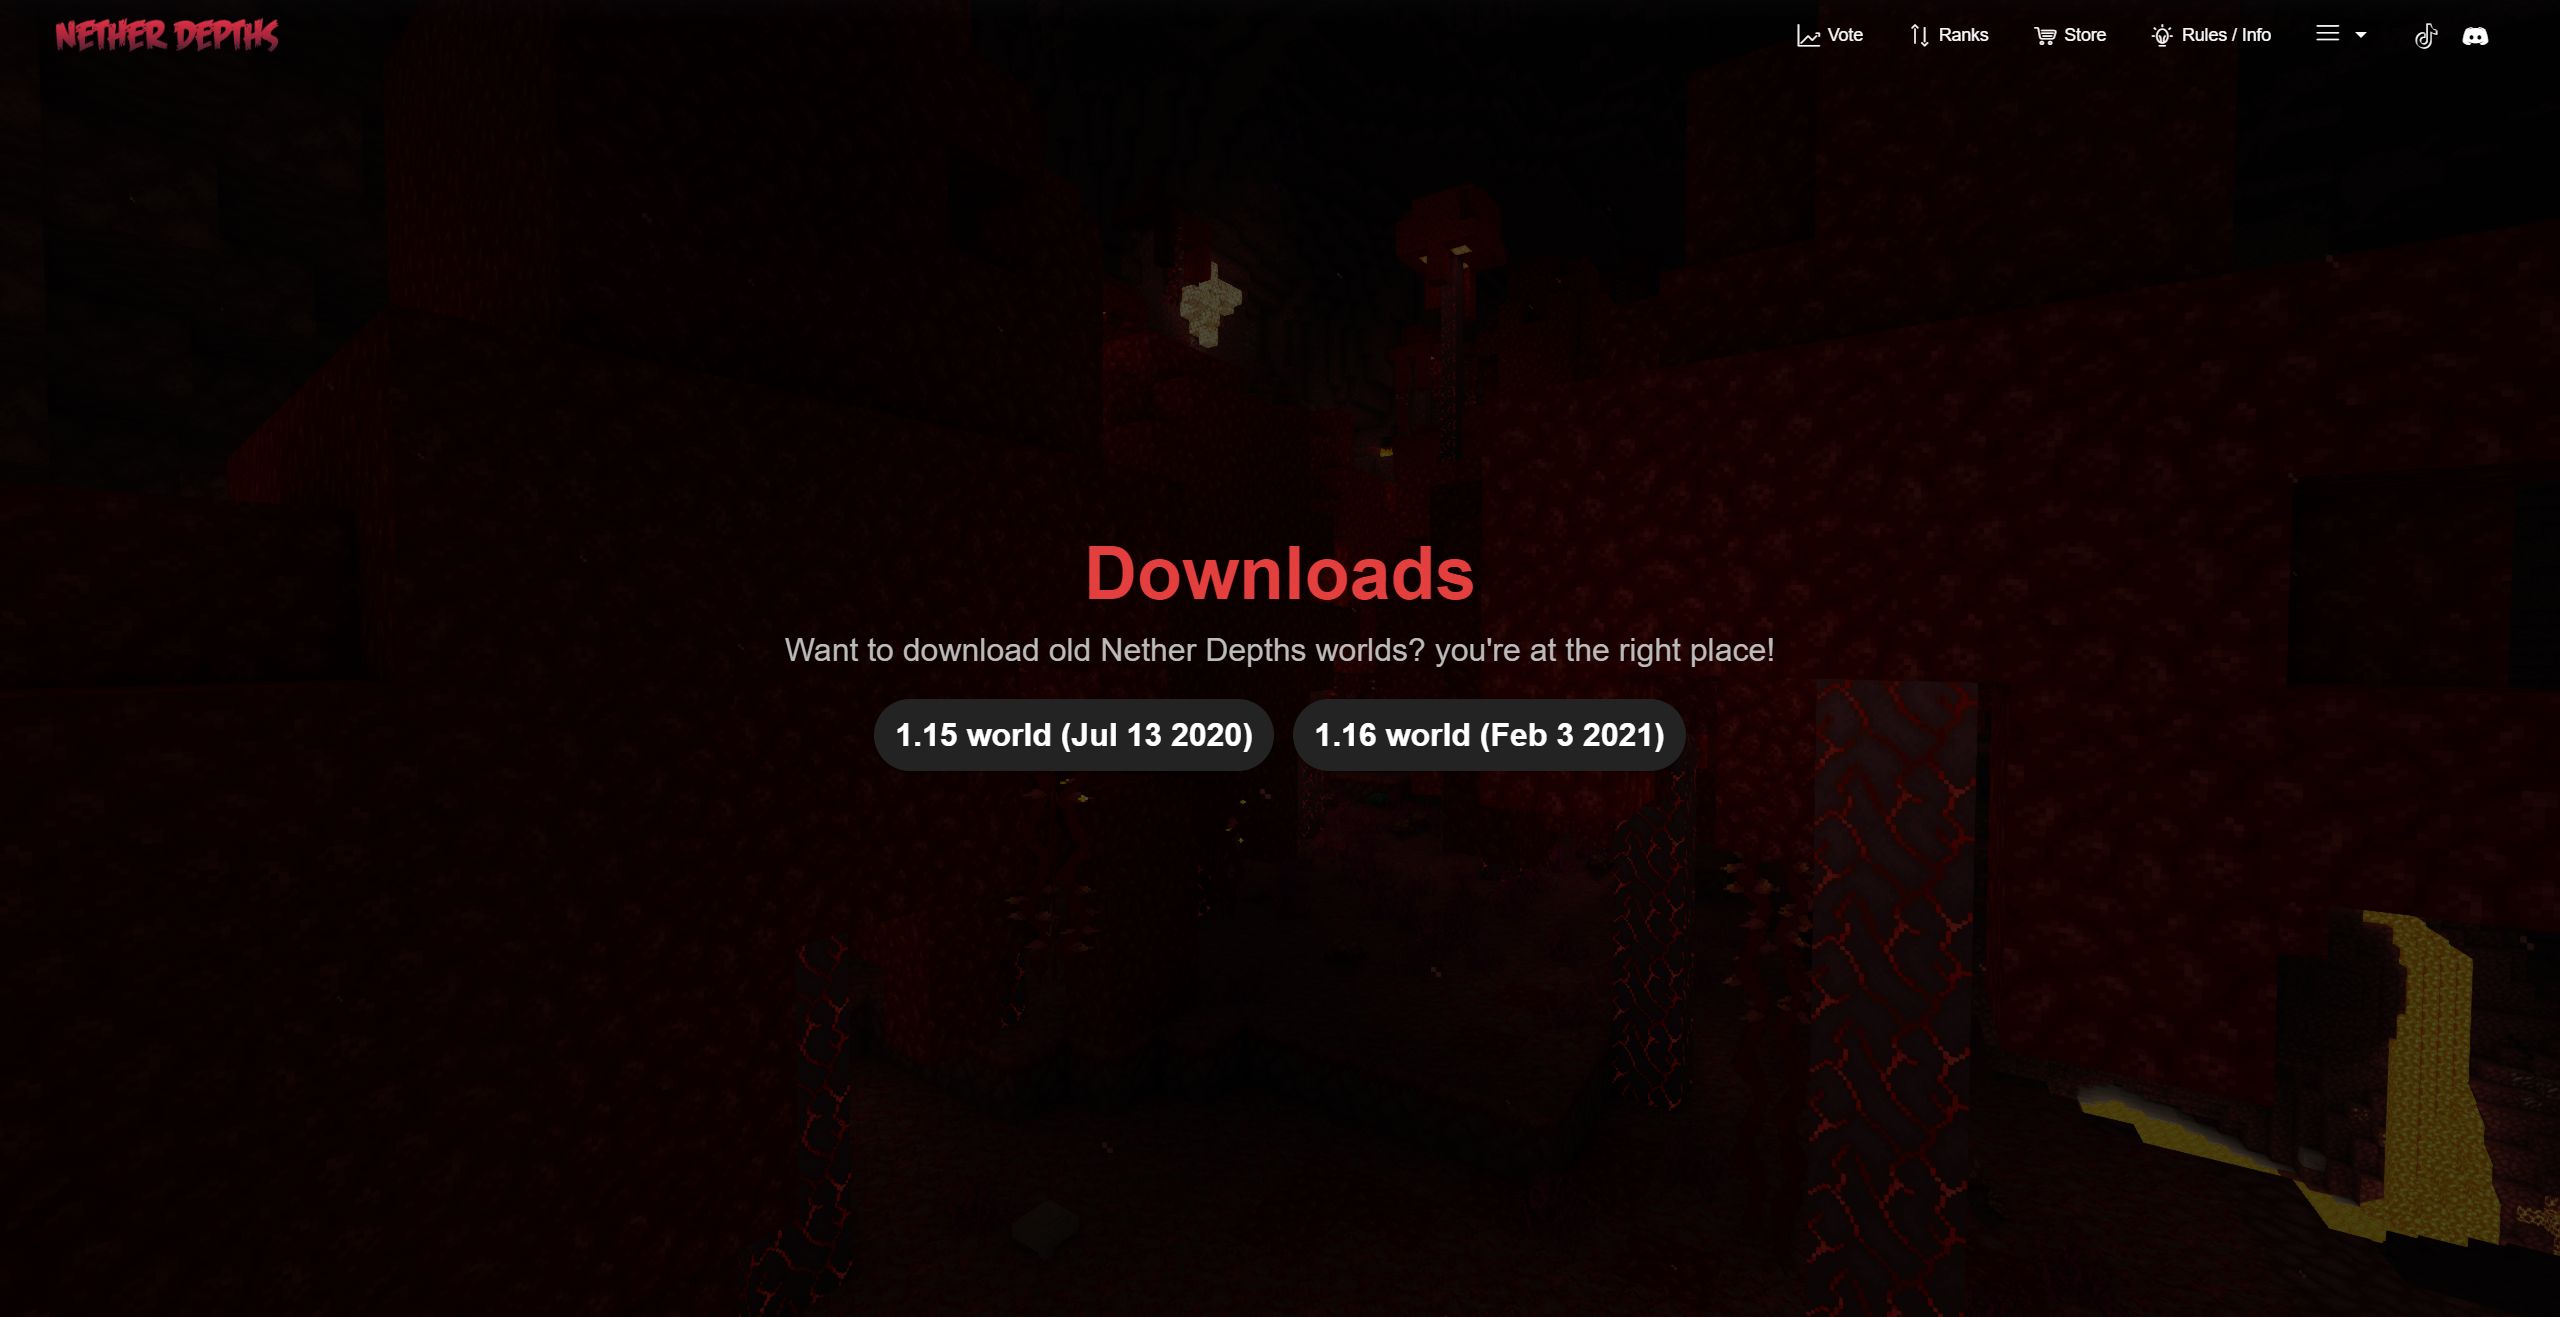 NETHER DEPTHS
Vote
Ranks
Store
Rules / Info
Downloads
Want to download old Nether Depths worlds? you're at the right place!
1.15 world (Jul 13 2020)
1.16 world (Feb 3 2021)